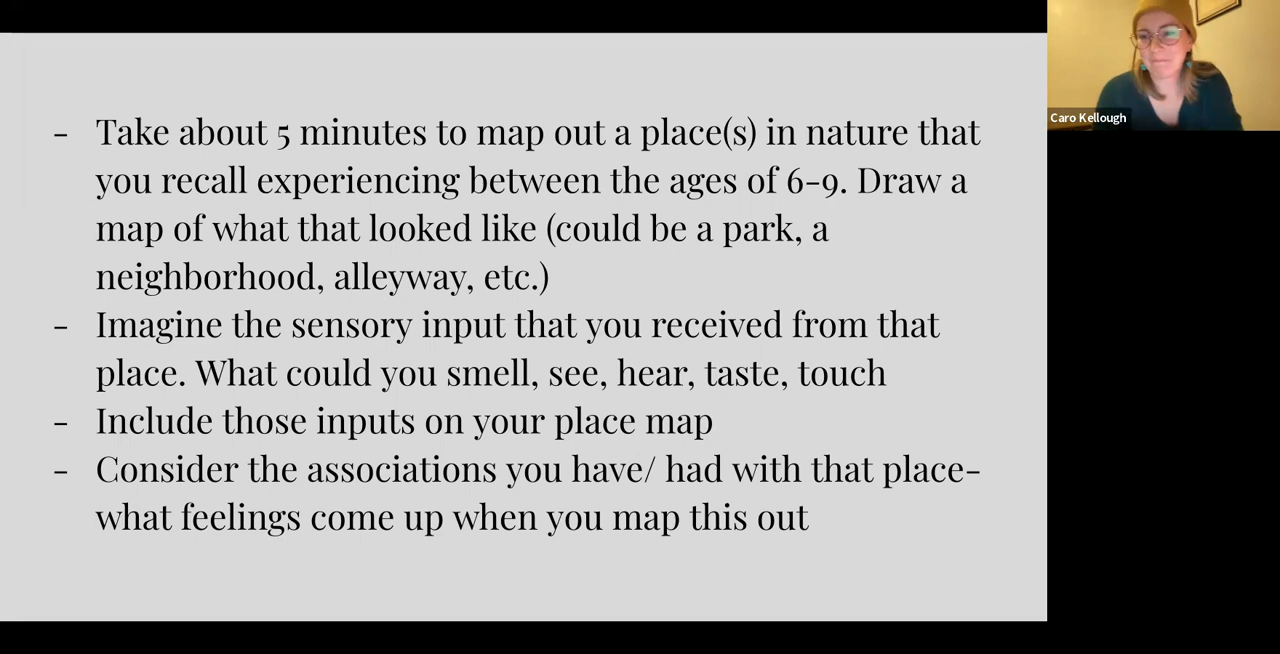 - Take about 5 minutes to map out a place(s) in nature that
you recall experiencing between the ages of 6-9. Draw a
map of what that looked like (could be a park, a
neighborhood, alleyway, etc.)
- Imagine the sensory input that you received from that
place. What could you smell, see, hear, taste, touch
- Include those inputs on your place map
- Consider the associations you have/ had with that place-
what feelings come up when you map this out
Caro Kellough